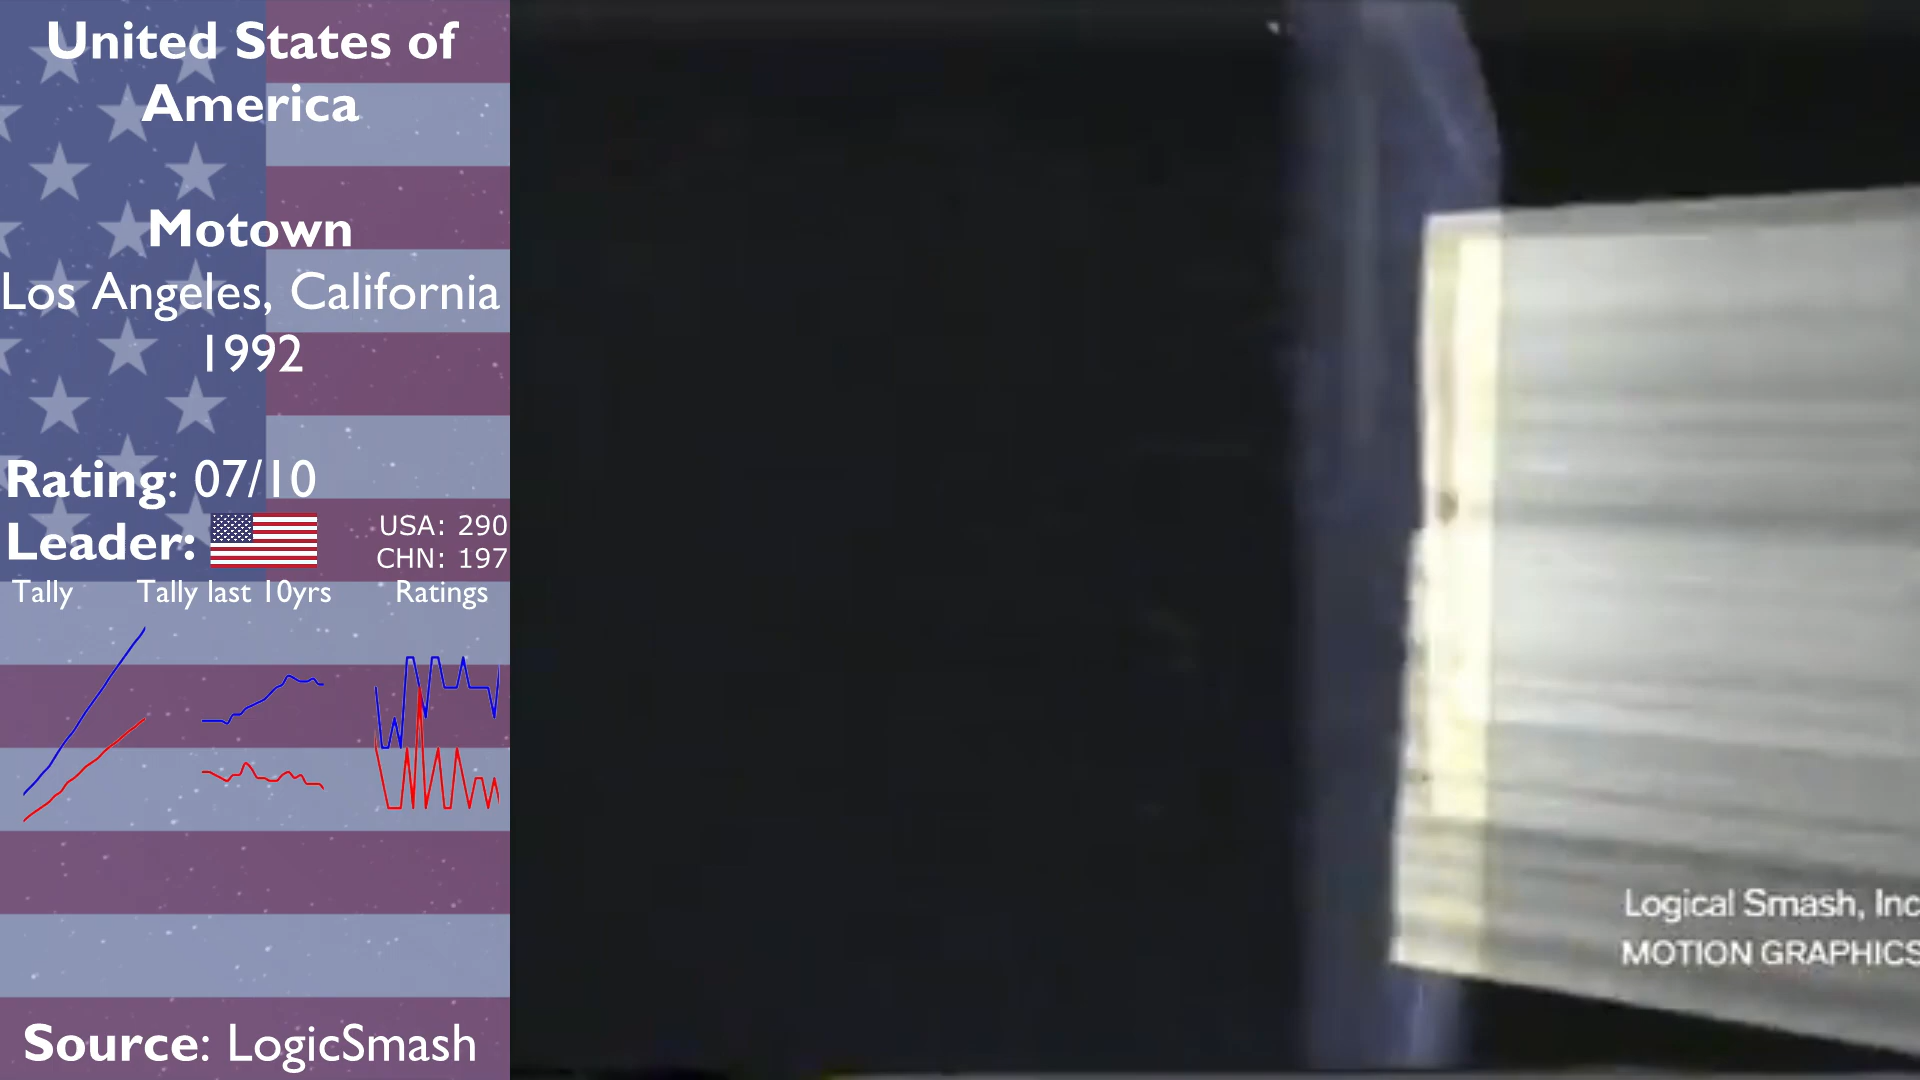 United States of
America
Motown
Los Angeles, California
1992
Rating: 07/10
Leader:
USA: 290
CHN: 197
Tally
Tally last 10yrs
Ratings
Source: LogicSmash
Logical Smash, Inc
MOTION GRAPHICS